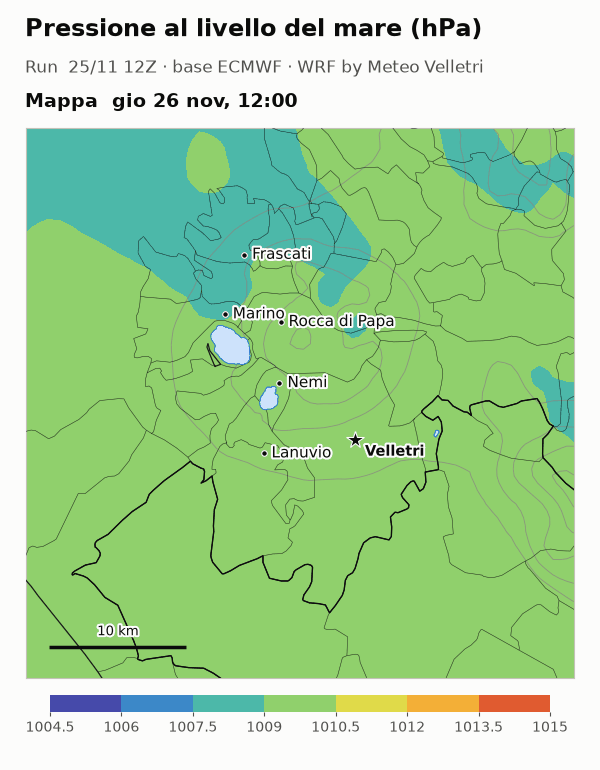 Pressione al livello del mare (hPa)
Run  25/11 12Z · base ECMWF · WRF by Meteo Velletri
Mappa  gio 26 nov, 12:00
Frascati
Marino
Rocca di Papa
Nemi
Velletri
Lanuvio
10 km
1004.5 1006 1007.5 1009 1010.5 1012 1013.5 1015